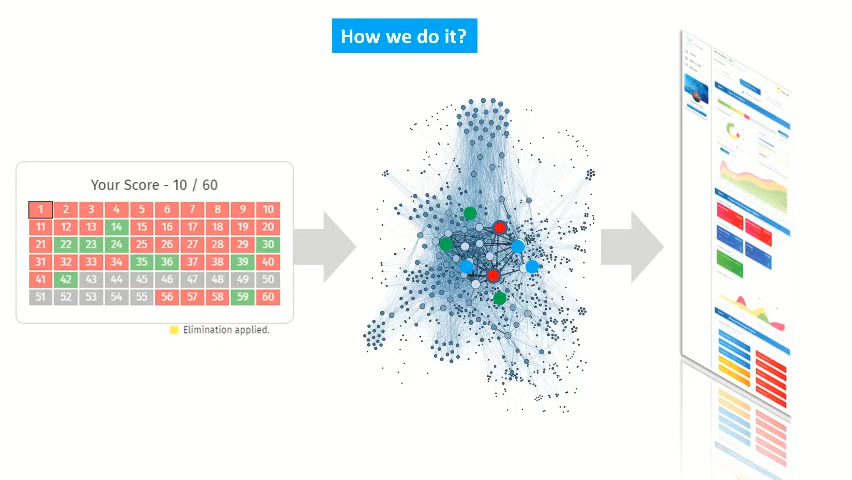 How we do it?
Your Score - 10 / 60
1 2 3 4 5 6 7 8 9 10
11 12 13 14 15 16 17 18 19 20
21 22 23 24 25 26 27 28 29 30
31 32 33 34 35 36 37 38 39 40
41 42 43 44 45 46 47 48 49 50
51 52 53 54 55 56 57 58 59 60
Elimination applied.